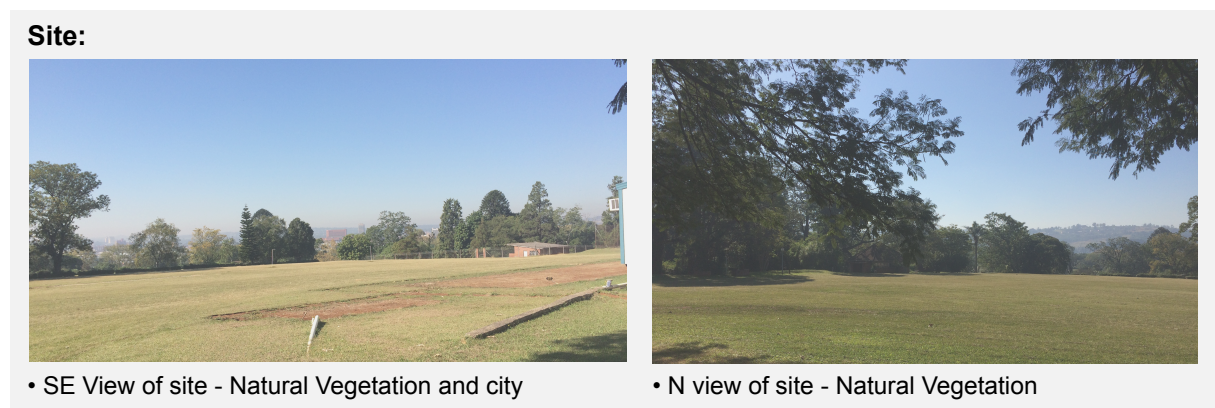 Site:
• SE View of site - Natural Vegetation and city
• N view of site - Natural Vegetation